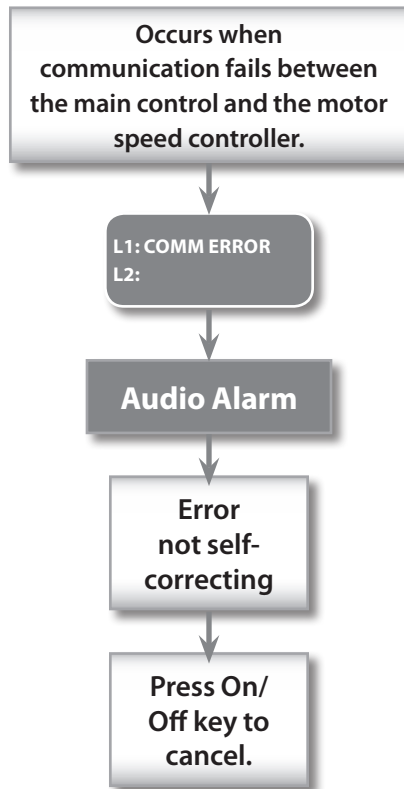 Occurs when
communication fails between
the main control and the motor
speed controller.
L1: COMM ERROR
L2:
Audio Alarm
Error
not self-
correcting
Press On/
Off key to
cancel.